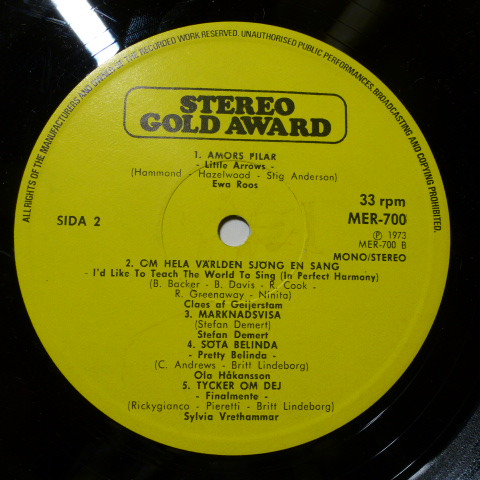 ALL RIGHTS OF THE MANUFACTURERS AND OWNERS OF THE RECORDED WORK RESERVED. UNAUTHORISED PUBLIC PERFORMANCES, BROADCASTING AND COPYING PROHIBITED.
STEREO
GOLD AWARD
1. AMORS PILAR
- Little Arrows -
(Hammond - Hazelwood - Stig Anderson)
Ewa Roos
SIDA 2
33 rpm
MER-700
Ⓟ 1973
MER-700 B
MONO/STEREO
2. OM HELA VÄRLDEN SJÖNG EN SANG
- I'd Like To Teach The World To Sing (In Perfect Harmony)
(B. Backer - B. Davis - R. Cook -
R. Greenaway - Ninita)
Claes af Geijerstam
3. MARKNADSVISA
(Stefan Demert)
Stefan Demert
4. SÖTA BELINDA
- Pretty Belinda -
(C. Andrews - Britt Lindeborg)
Ola Håkansson
5. TYCKER OM DEJ
- Finalmente -
(Rickygianco - Pieretti - Britt Lindeborg)
Sylvia Vrethammar